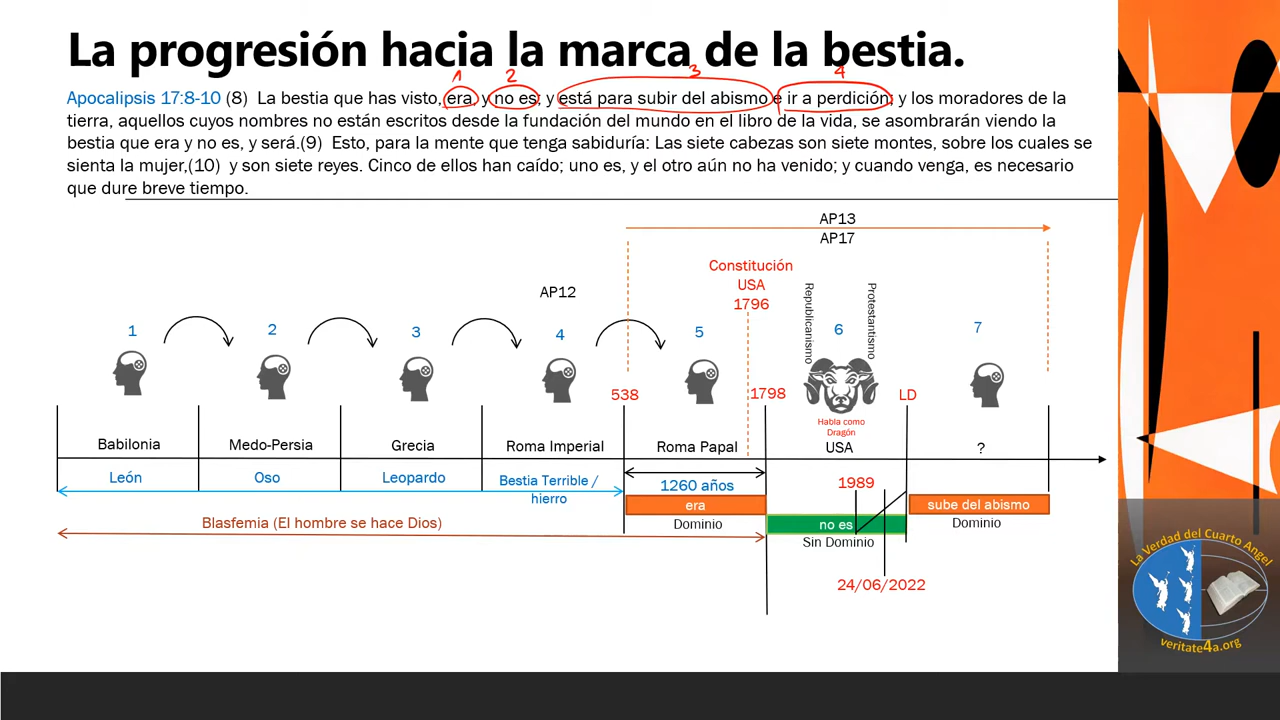 La progresión hacia la marca de la bestia.
1 2 3 4
Apocalipsis 17:8-10 (8) La bestia que has visto, era, y no es, y está para subir del abismo e ir a perdición; y los moradores de la
tierra, aquellos cuyos nombres no están escritos desde la fundación del mundo en el libro de la vida, se asombrarán viendo la
bestia que era y no es, y será.(9) Esto, para la mente que tenga sabiduría: Las siete cabezas son siete montes, sobre los cuales se
sienta la mujer,(10) y son siete reyes. Cinco de ellos han caído; uno es, y el otro aún no ha venido; y cuando venga, es necesario
que dure breve tiempo.
AP13
AP17
Constitución
USA
1796
AP12
Republicanismo
Protestantismo
1 2 3 4 5 6 7
538 1798 LD
Habla como
Dragón
Babilonia Medo-Persia Grecia Roma Imperial Roma Papal USA ?
León Oso Leopardo Bestia Terrible /
hierro
1260 años
1989
era
sube del abismo
Dominio
no es
Dominio
Blasfemia (El hombre se hace Dios)
Sin Dominio
24/06/2022
La Verdad del Cuarto Angel
veritate4a.org